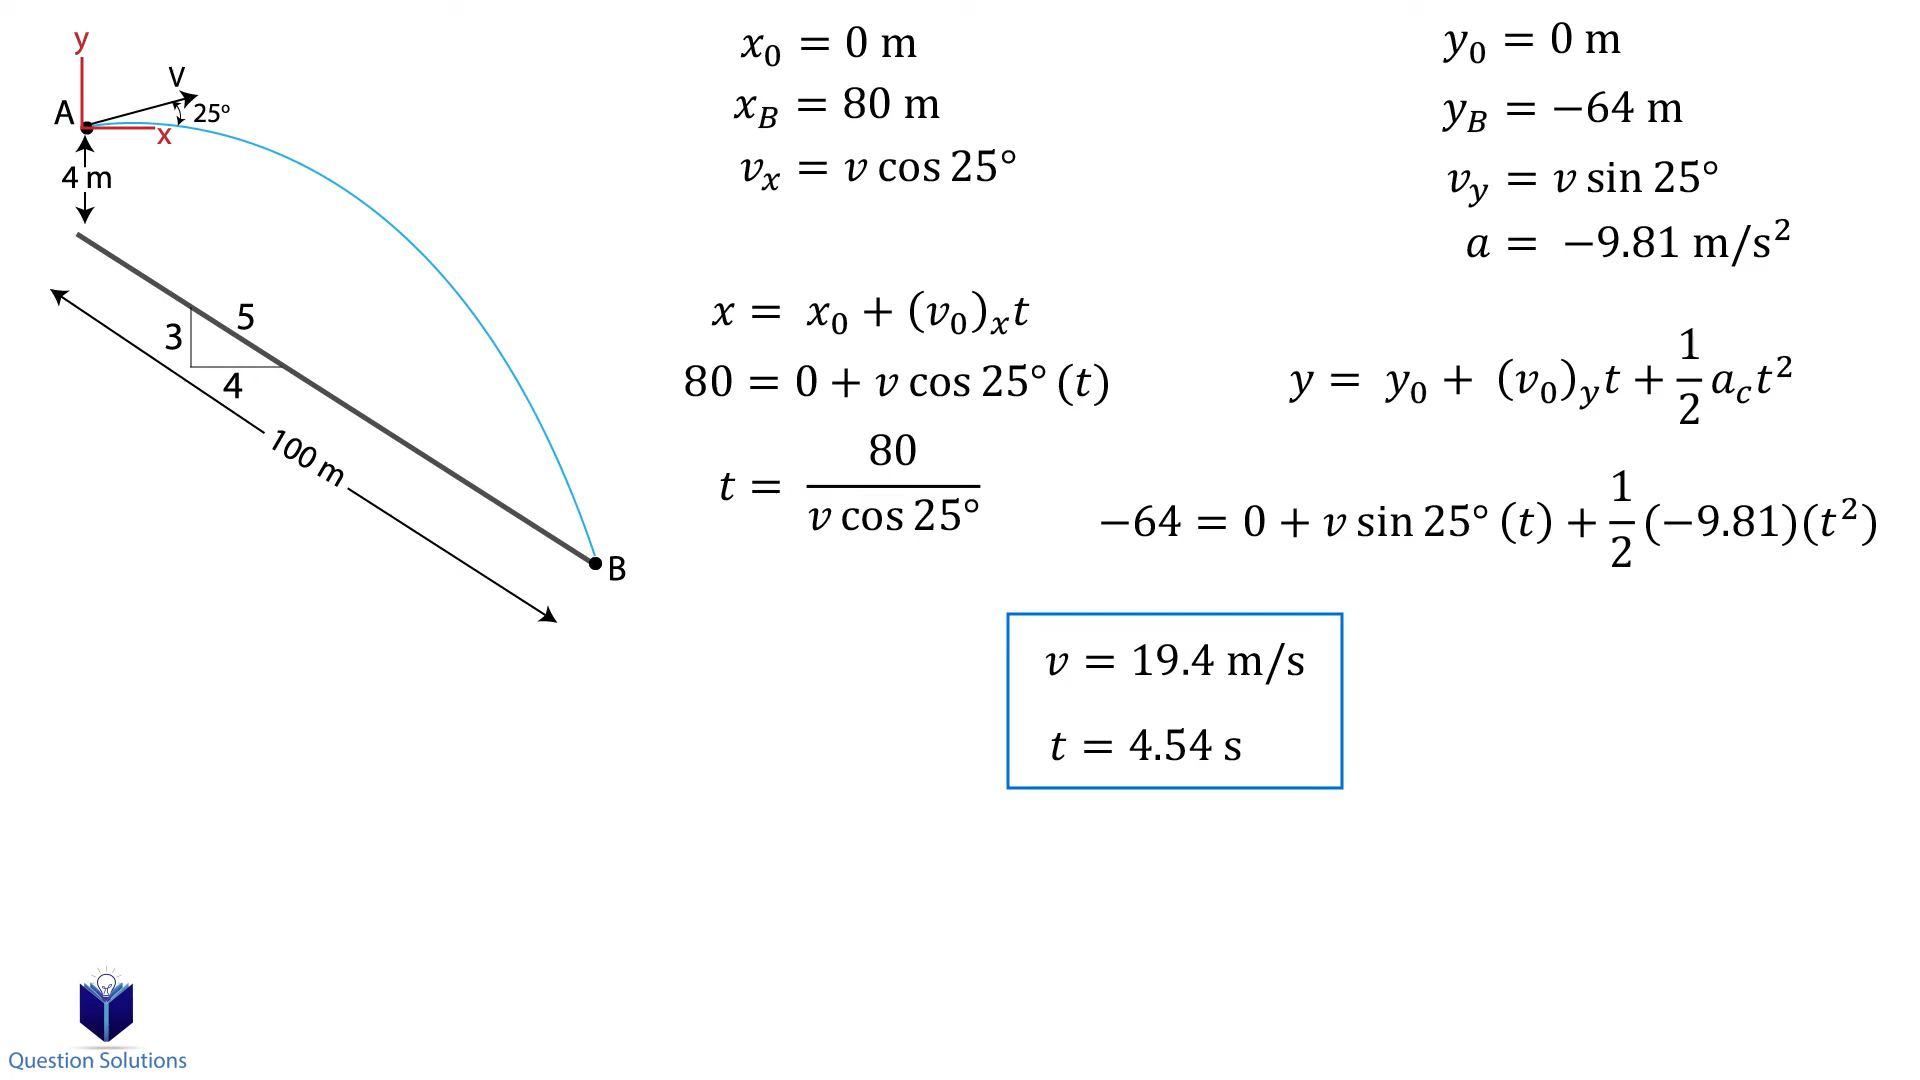 y
V
A
25°
x
4 m
5
3
4
100 m
B
x₀ = 0 m
x_B = 80 m
v_x = v cos 25°
x = x₀ + (v₀)ₓt
80 = 0 + v cos 25° (t)
t = 80 / v cos 25°
y₀ = 0 m
y_B = −64 m
v_y = v sin 25°
a = −9.81 m/s²
y = y₀ + (v₀)_y t + 1/2 a_c t²
−64 = 0 + v sin 25° (t) + 1/2 (−9.81)(t²)
v = 19.4 m/s
t = 4.54 s
Question Solutions